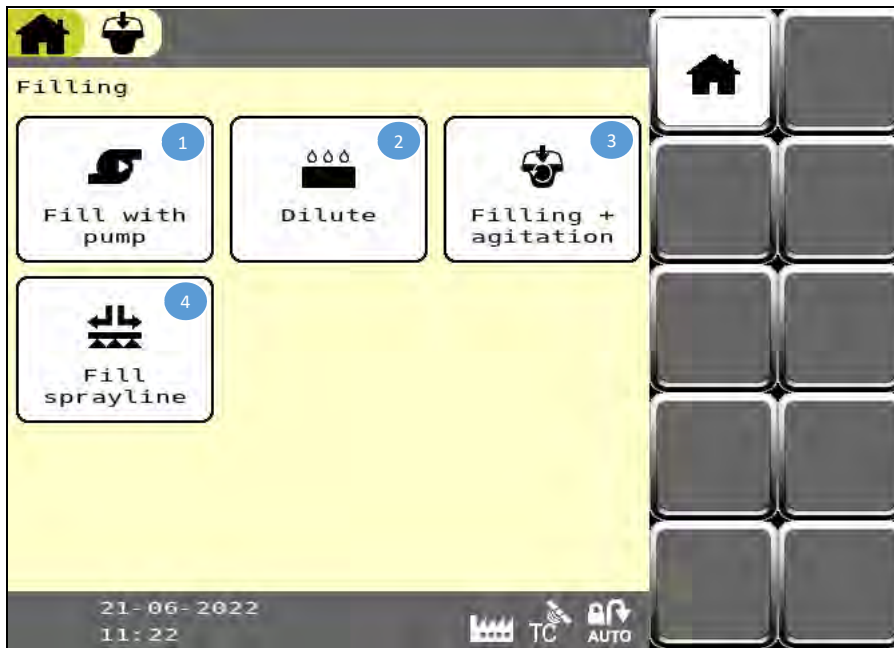 Filling
1
2
3
Fill with
pump
Dilute
Filling +
agitation
4
Fill
sprayline
21-06-2022
11:22
TC
AUTO